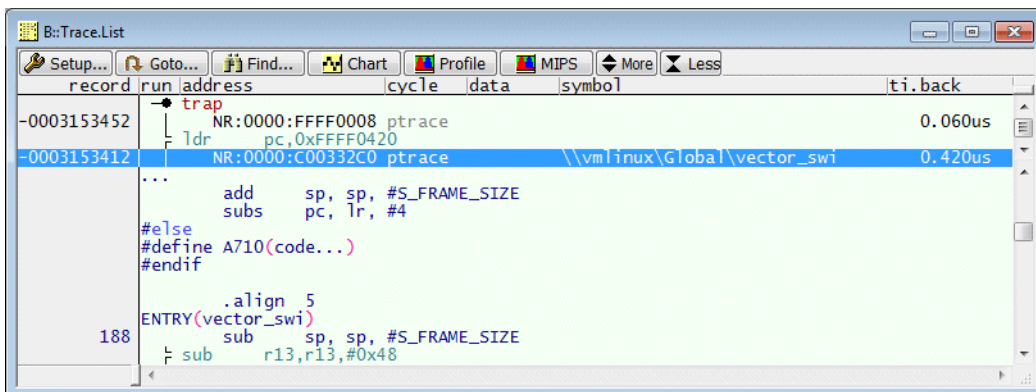 B::Trace.List
Setup... Goto... Find... Chart Profile MIPS More Less
record run address cycle data symbol ti.back
trap
-0003153452 NR:0000:FFFF0008 ptrace 0.060us
ldr pc,0xFFFF0420
-0003153412 NR:0000:C00332C0 ptrace \\vmlinux\Global\vector_swi 0.420us
...
add sp, sp, #S_FRAME_SIZE
subs pc, lr, #4
#else
#define A710(code...)
#endif
.align 5
ENTRY(vector_swi)
188 sub sp, sp, #S_FRAME_SIZE
sub r13,r13,#0x48